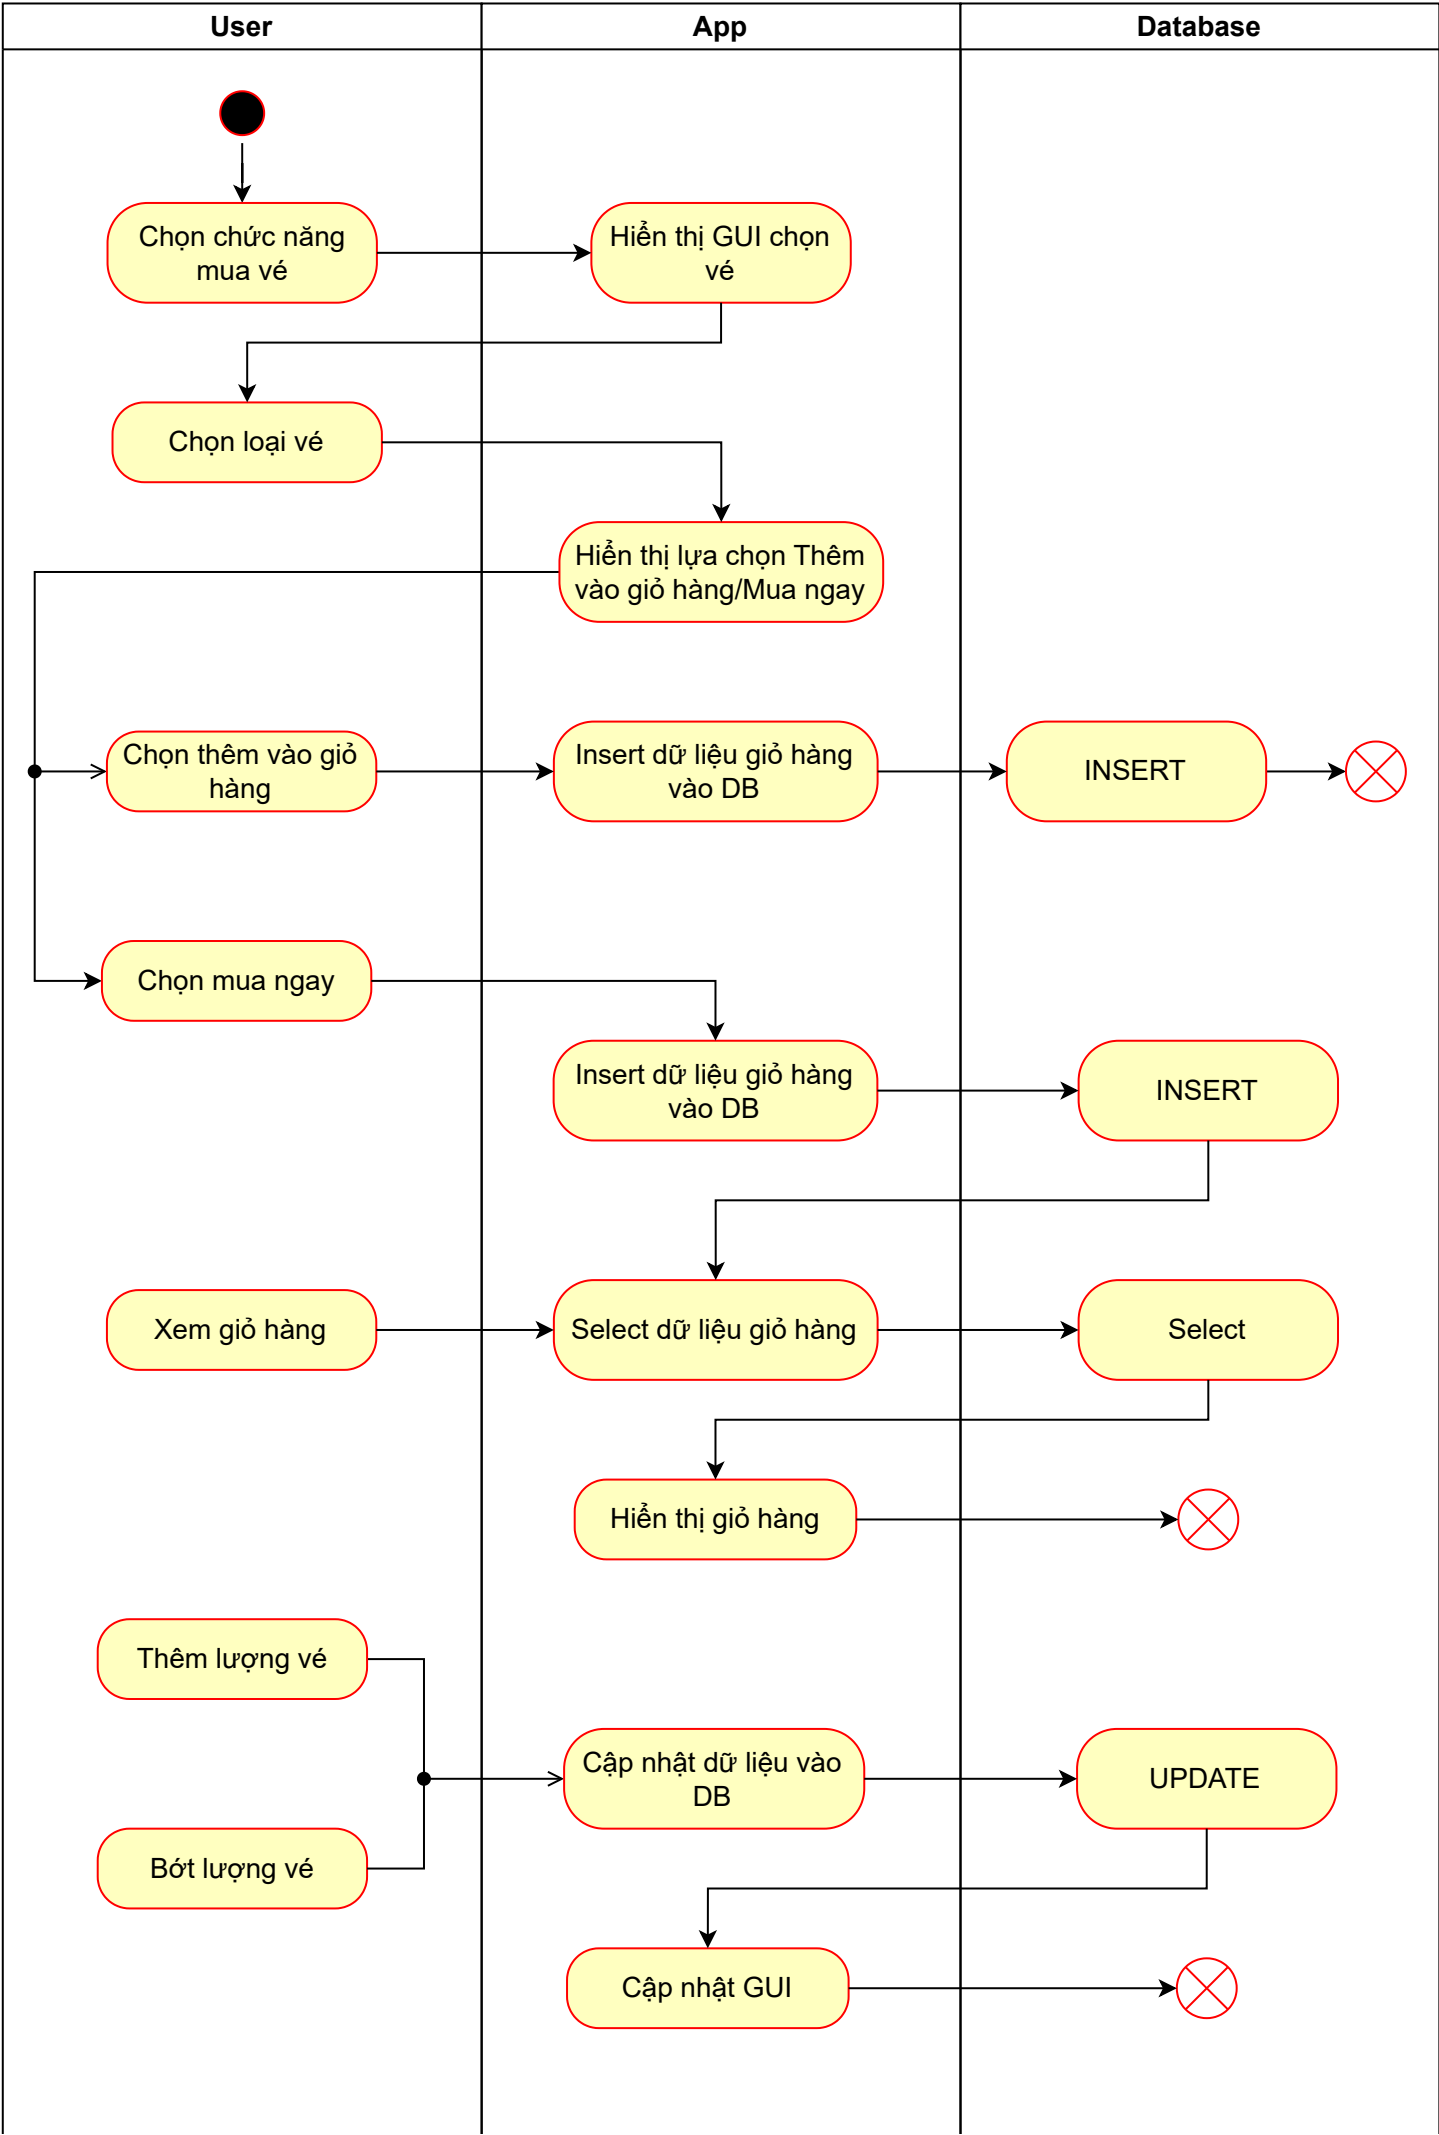 User
App
Database
Chọn chức năng
mua vé
Hiển thị GUI chọn
vé
Chọn loại vé
Hiển thị lựa chọn Thêm
vào giỏ hàng/Mua ngay
Chọn thêm vào giỏ
hàng
Insert dữ liệu giỏ hàng
vào DB
INSERT
Chọn mua ngay
Insert dữ liệu giỏ hàng
vào DB
INSERT
Xem giỏ hàng
Select dữ liệu giỏ hàng
Select
Hiển thị giỏ hàng
Thêm lượng vé
Cập nhật dữ liệu vào
DB
UPDATE
Bớt lượng vé
Cập nhật GUI